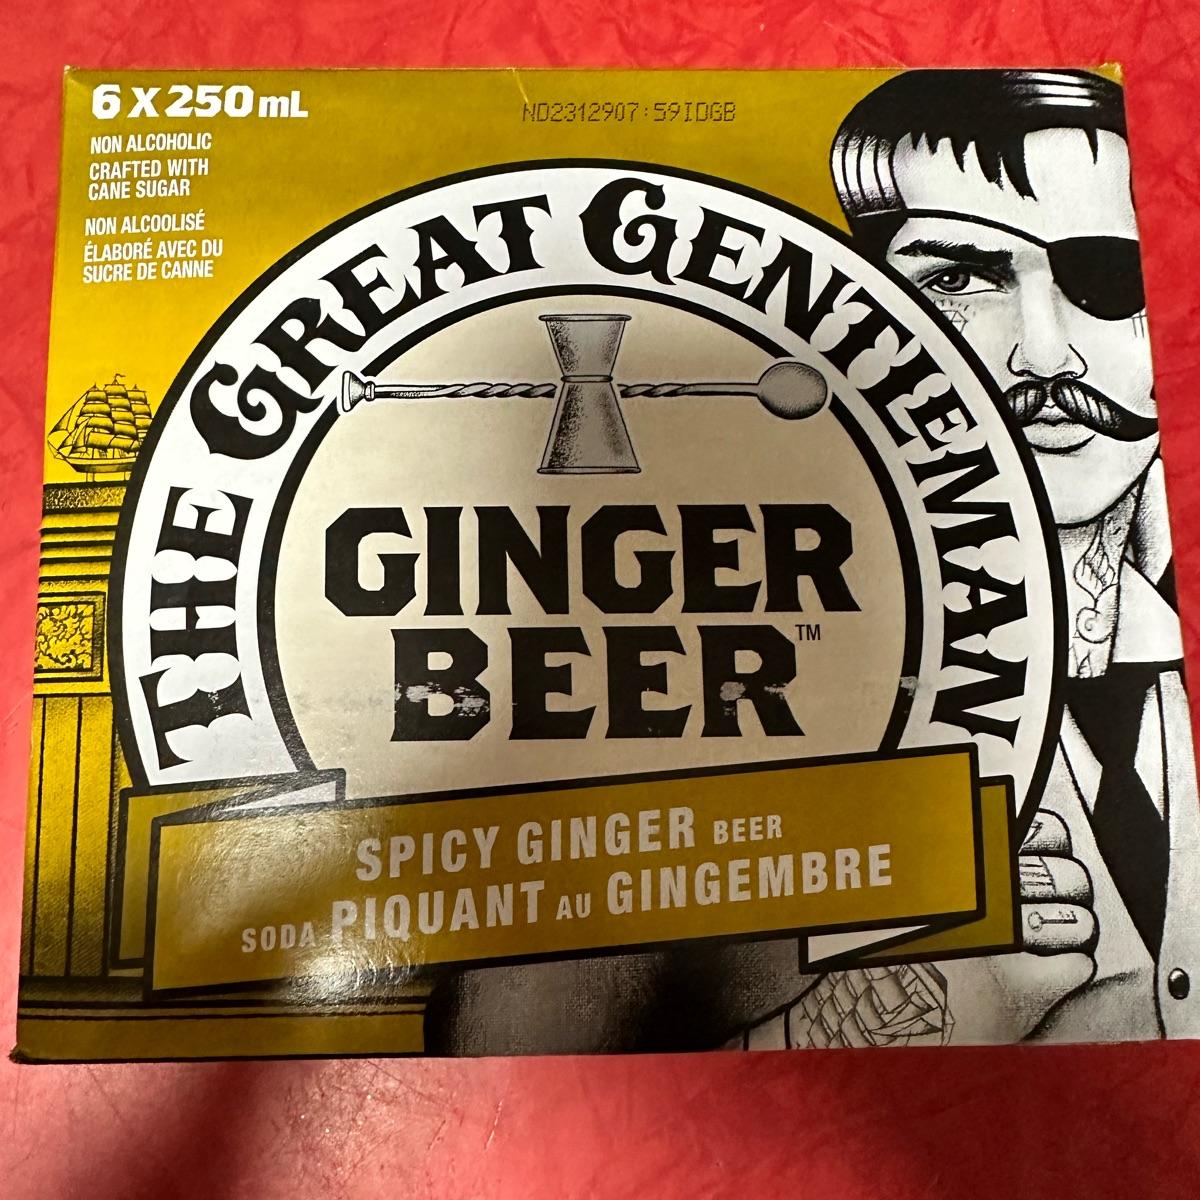 6 X 250 mL
NON ALCOHOLIC
CRAFTED WITH
CANE SUGAR
NON ALCOOLISÉ
ÉLABORÉ AVEC DU
SUCRE DE CANNE
ND2312907:59IDGB
THE GREAT GENTLEMAN
GINGER
BEER™
SPICY GINGER BEER
SODA PIQUANT AU GINGEMBRE